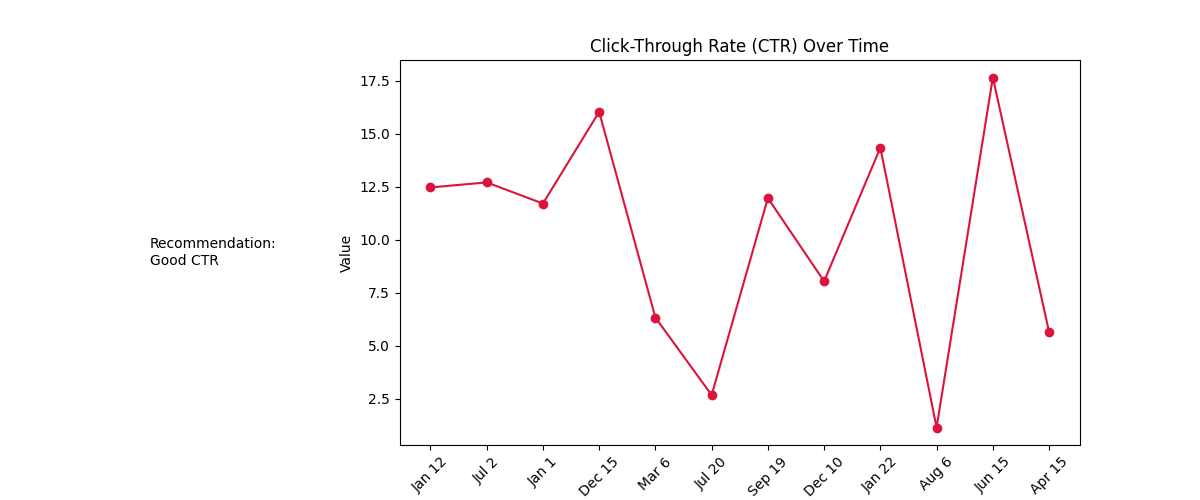 Click-Through Rate (CTR) Over Time
Recommendation:
Good CTR
Value
17.5
15.0
12.5
10.0
7.5
5.0
2.5
Jan 12
Jul 2
Jan 1
Dec 15
Mar 6
Jul 20
Sep 19
Dec 10
Jan 22
Aug 6
Jun 15
Apr 15